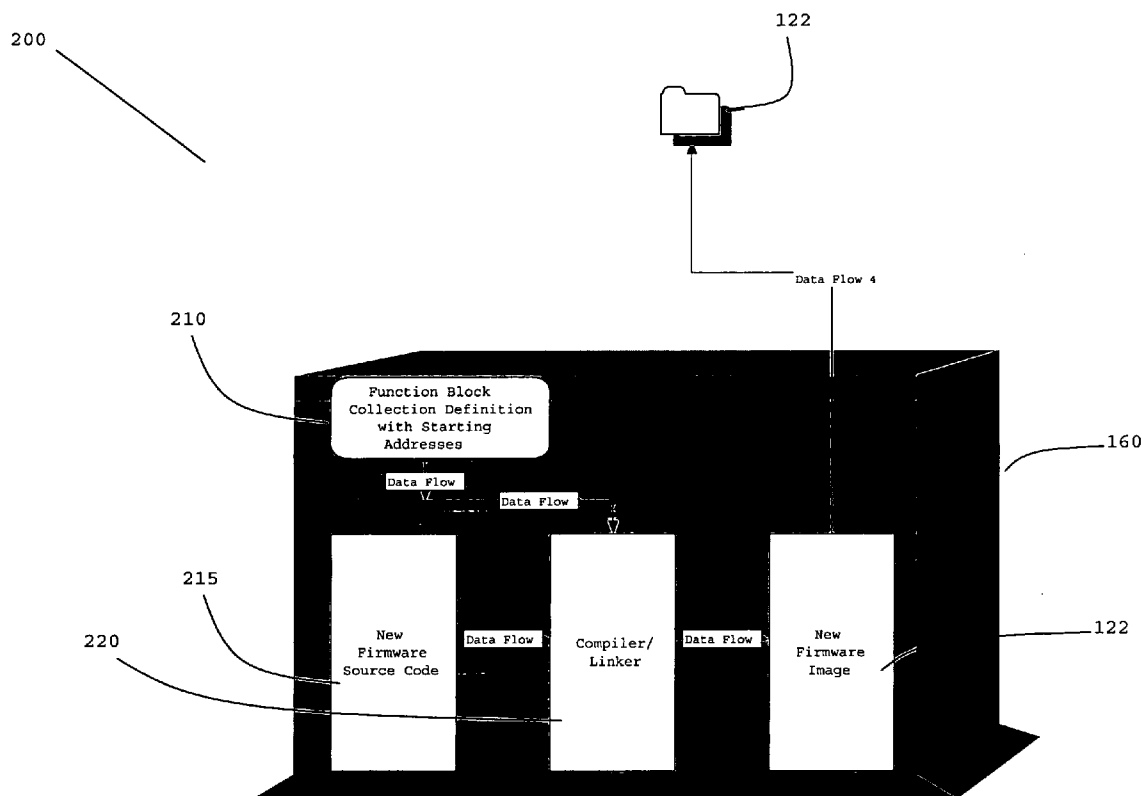 200
122
Data Flow 4
210
Function Block
Collection Definition
with Starting
Addresses
160
Data Flow
Data Flow
215
220
New
Firmware
Source Code
Data Flow
Compiler/
Linker
Data Flow
New
Firmware
Image
122